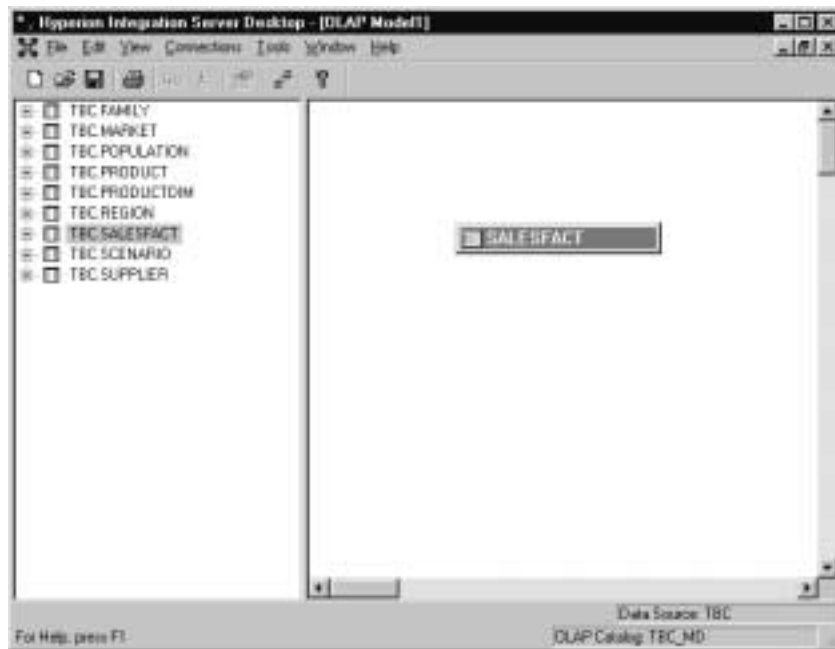 Hyperion Integration Server Desktop - [OLAP Model1]
File Edit View Connections Tools Window Help
TBC.FAMILY
TBC.MARKET
TBC.POPULATION
TBC.PRODUCT
TBC.PRODUCTDIM
TBC.REGION
TBC.SALESFACT
TBC.SCENARIO
TBC.SUPPLIER
SALESFACT
Data Source: TBC
For Help, press F1
OLAP Catalog: TBC_MD